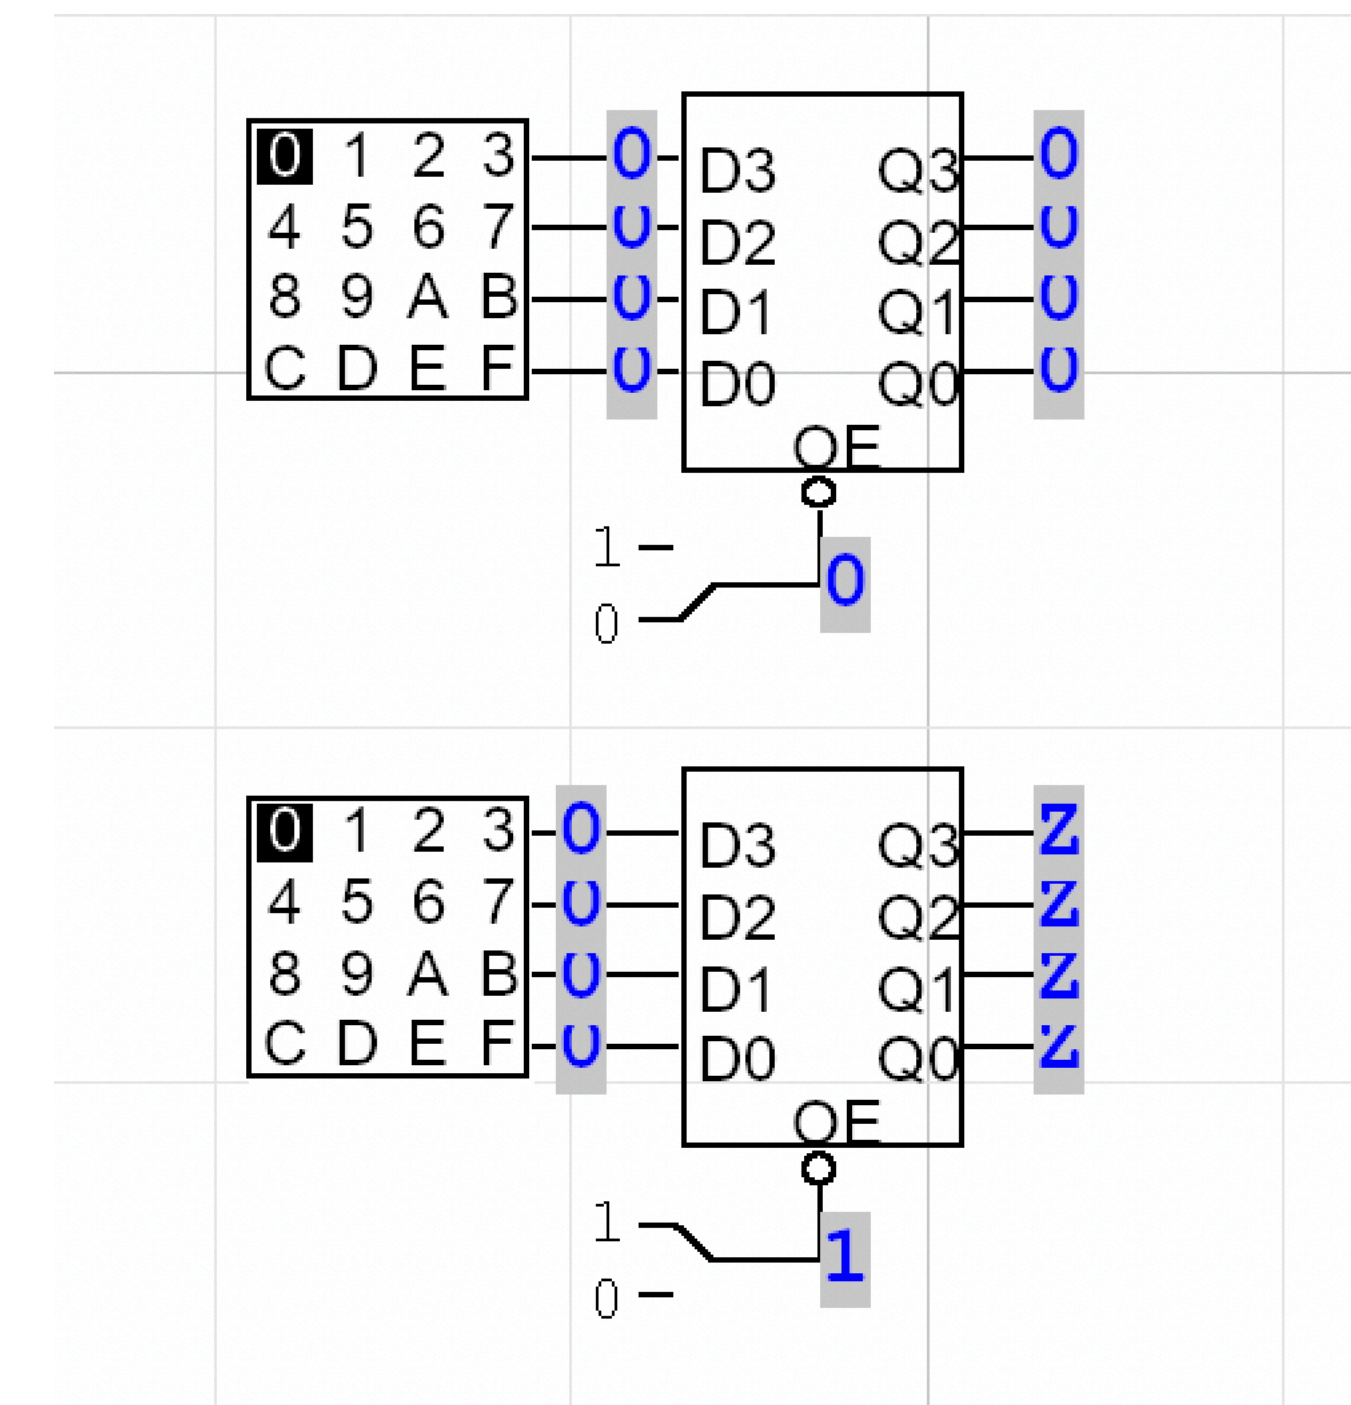 0 1 2 3 0 D3 Q3 0
4 5 6 7 0 D2 Q2 0
8 9 A B 0 D1 Q1 0
C D E F 0 D0 Q0 0
OE
1
0
0
0 1 2 3 0 D3 Q3 Z
4 5 6 7 0 D2 Q2 Z
8 9 A B 0 D1 Q1 Z
C D E F 0 D0 Q0 Z
OE
1
1
0